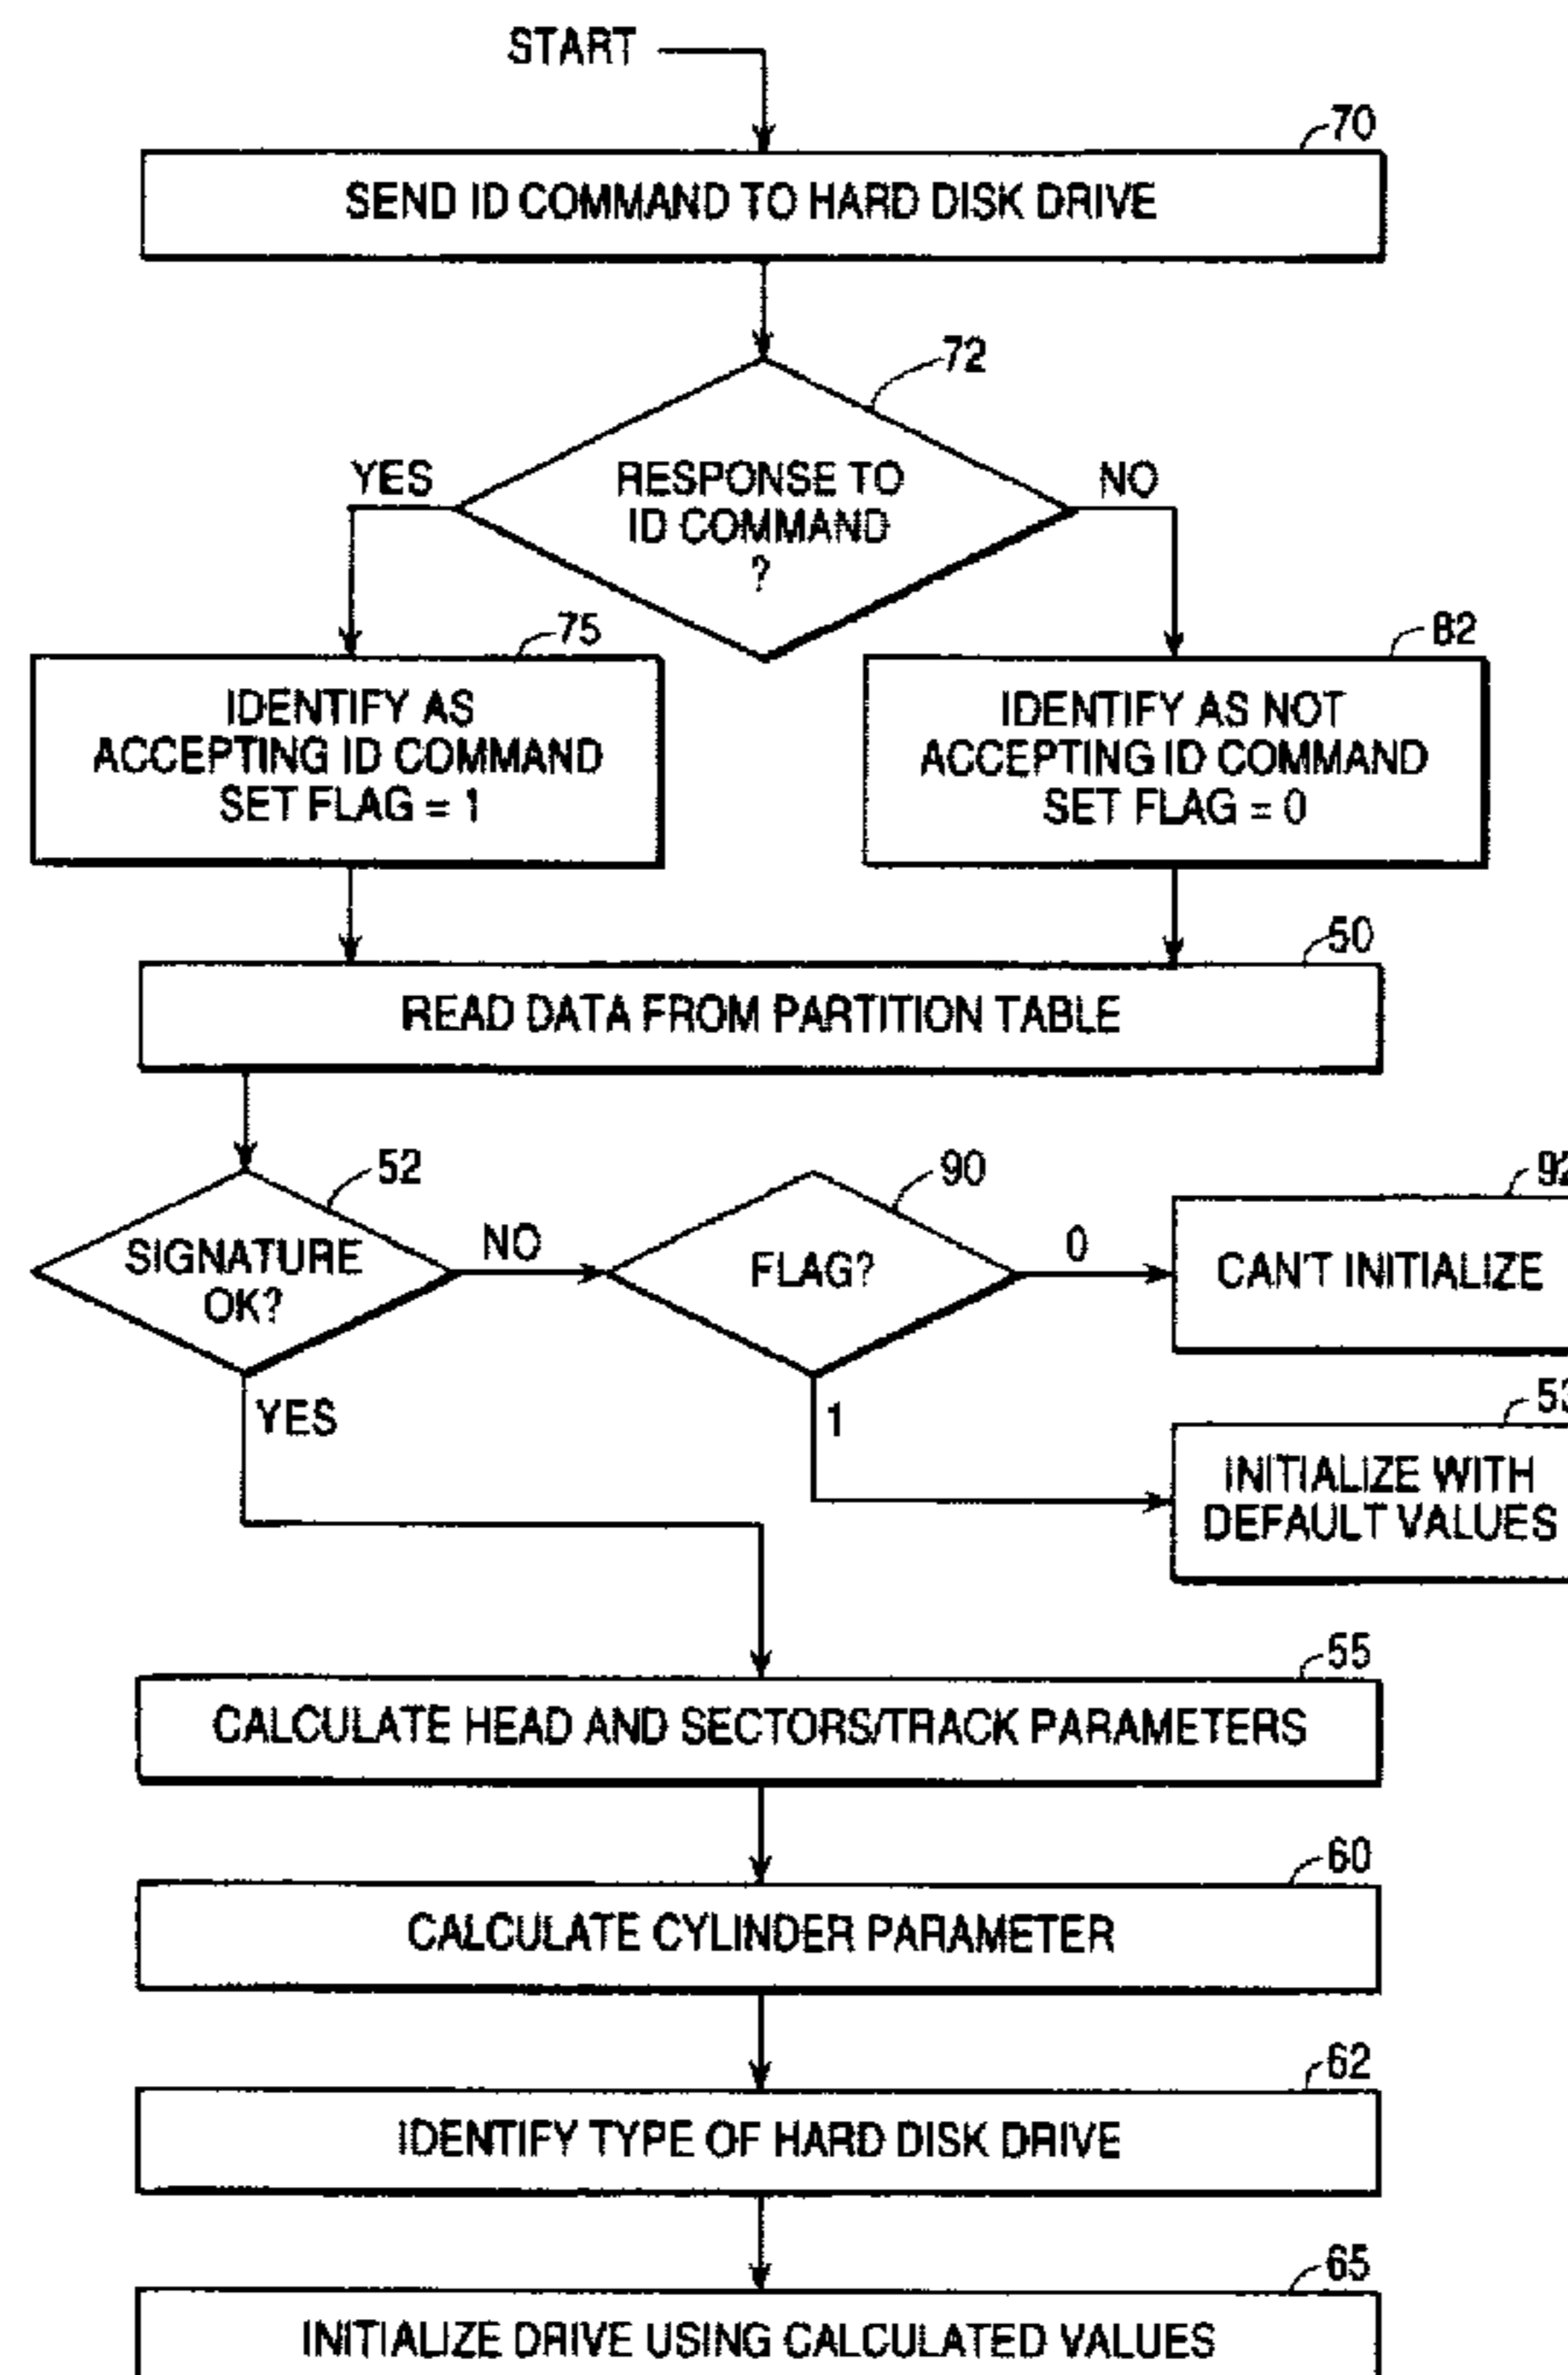 START
70
SEND ID COMMAND TO HARD DISK DRIVE
72
RESPONSE TO
ID COMMAND
?
YES
NO
75
IDENTIFY AS
ACCEPTING ID COMMAND
SET FLAG = 1
82
IDENTIFY AS NOT
ACCEPTING ID COMMAND
SET FLAG = 0
50
READ DATA FROM PARTITION TABLE
52
SIGNATURE
OK?
NO
YES
90
FLAG?
0
1
92
CAN'T INITIALIZE
53
INITIALIZE WITH
DEFAULT VALUES
55
CALCULATE HEAD AND SECTORS/TRACK PARAMETERS
60
CALCULATE CYLINDER PARAMETER
62
IDENTIFY TYPE OF HARD DISK DRIVE
65
INITIALIZE DRIVE USING CALCULATED VALUES